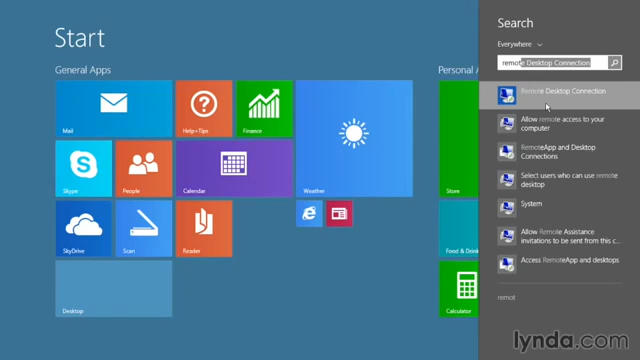 Start
General Apps
Personal A
Mail
Help+Tips
Finance
Skype
People
Calendar
Weather
Store
SkyDrive
Scan
Reader
Food & Drink
Desktop
Calculator
Search
Everywhere
remote Desktop Connection
Remote Desktop Connection
Allow remote access to your
computer
RemoteApp and Desktop
Connections
Select users who can use remote
desktop
System
Allow Remote Assistance
invitations to be sent from this c...
Access RemoteApp and desktops
remot
lynda.com